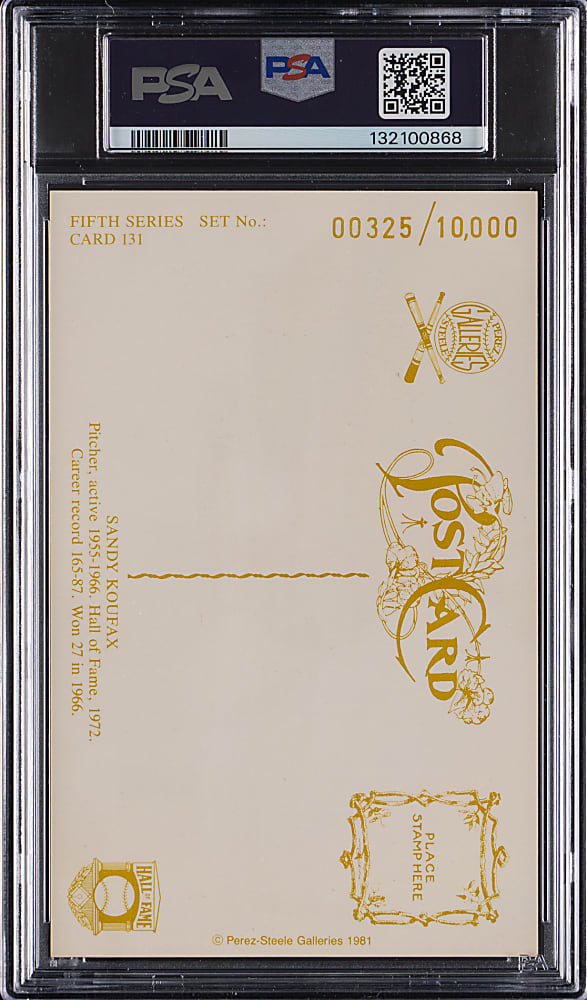 PSA
PSA
132100868
FIFTH SERIES SET No.:
CARD 131
00325/10,000
PEREZ
GALLERIES
STEELE
POST CARD
SANDY KOUFAX
Pitcher, active 1955-1966. Hall of Fame, 1972.
Career record 165-87. Won 27 in 1966.
PLACE
STAMP HERE
HALL OF FAME
© Perez-Steele Galleries 1981
PSA